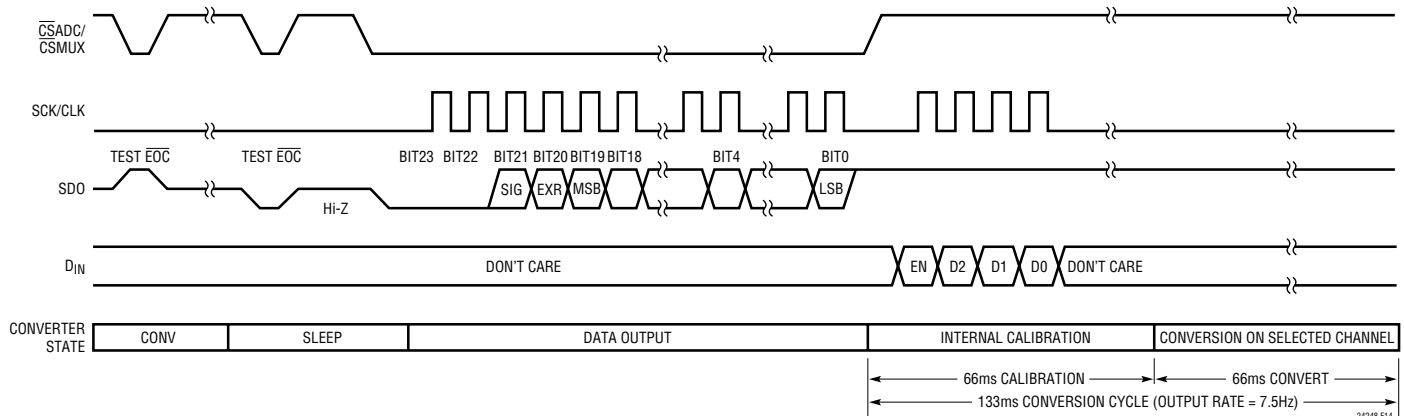 CSADC/
CSMUX
SCK/CLK
TEST EOC TEST EOC BIT23 BIT22 BIT21 BIT20 BIT19 BIT18 BIT4 BIT0
SDO SIG EXR MSB LSB
Hi-Z
DIN DON'T CARE EN D2 D1 D0 DON'T CARE
CONVERTER
STATE
CONV SLEEP DATA OUTPUT INTERNAL CALIBRATION CONVERSION ON SELECTED CHANNEL
66ms CALIBRATION 66ms CONVERT
133ms CONVERSION CYCLE (OUTPUT RATE = 7.5Hz)
24248 F14